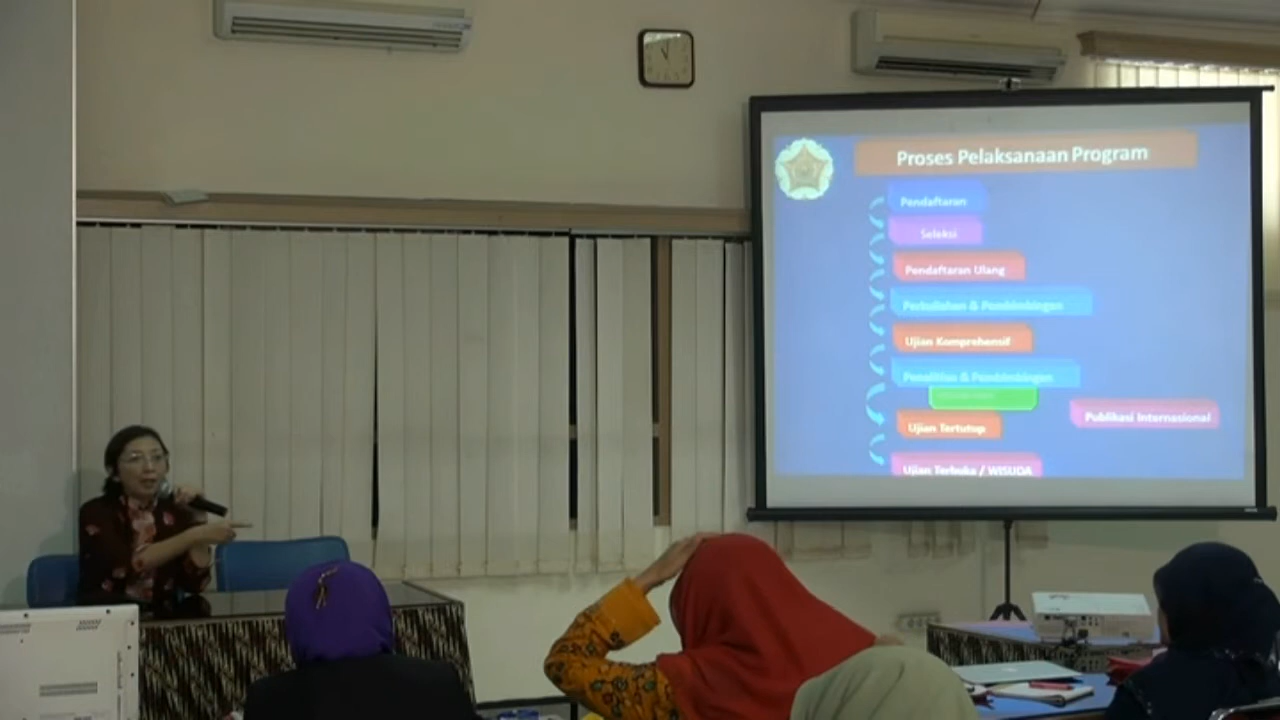 Proses Pelaksanaan Program
Pendaftaran
Seleksi
Pendaftaran Ulang
Perkuliahan & Pembimbingan
Ujian Komprehensif
Penelitian & Pembimbingan
Ujian Tertutup
Publikasi Internasional
Ujian Terbuka / WISUDA